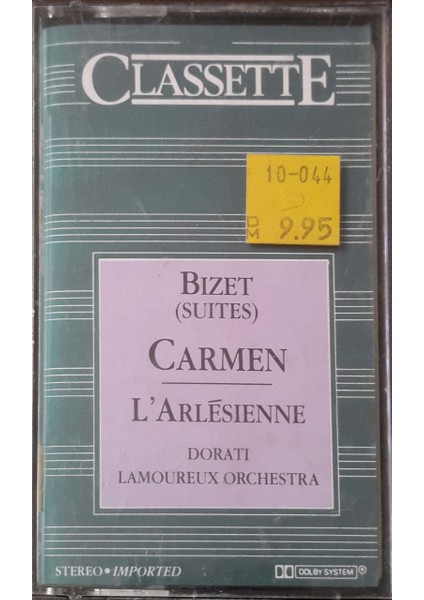 CLASSETTE
10-044
DM 9.95
BIZET
(SUITES)
CARMEN
L'ARLÉSIENNE
DORATI
LAMOUREUX ORCHESTRA
STEREO • IMPORTED
DOLBY SYSTEM ®